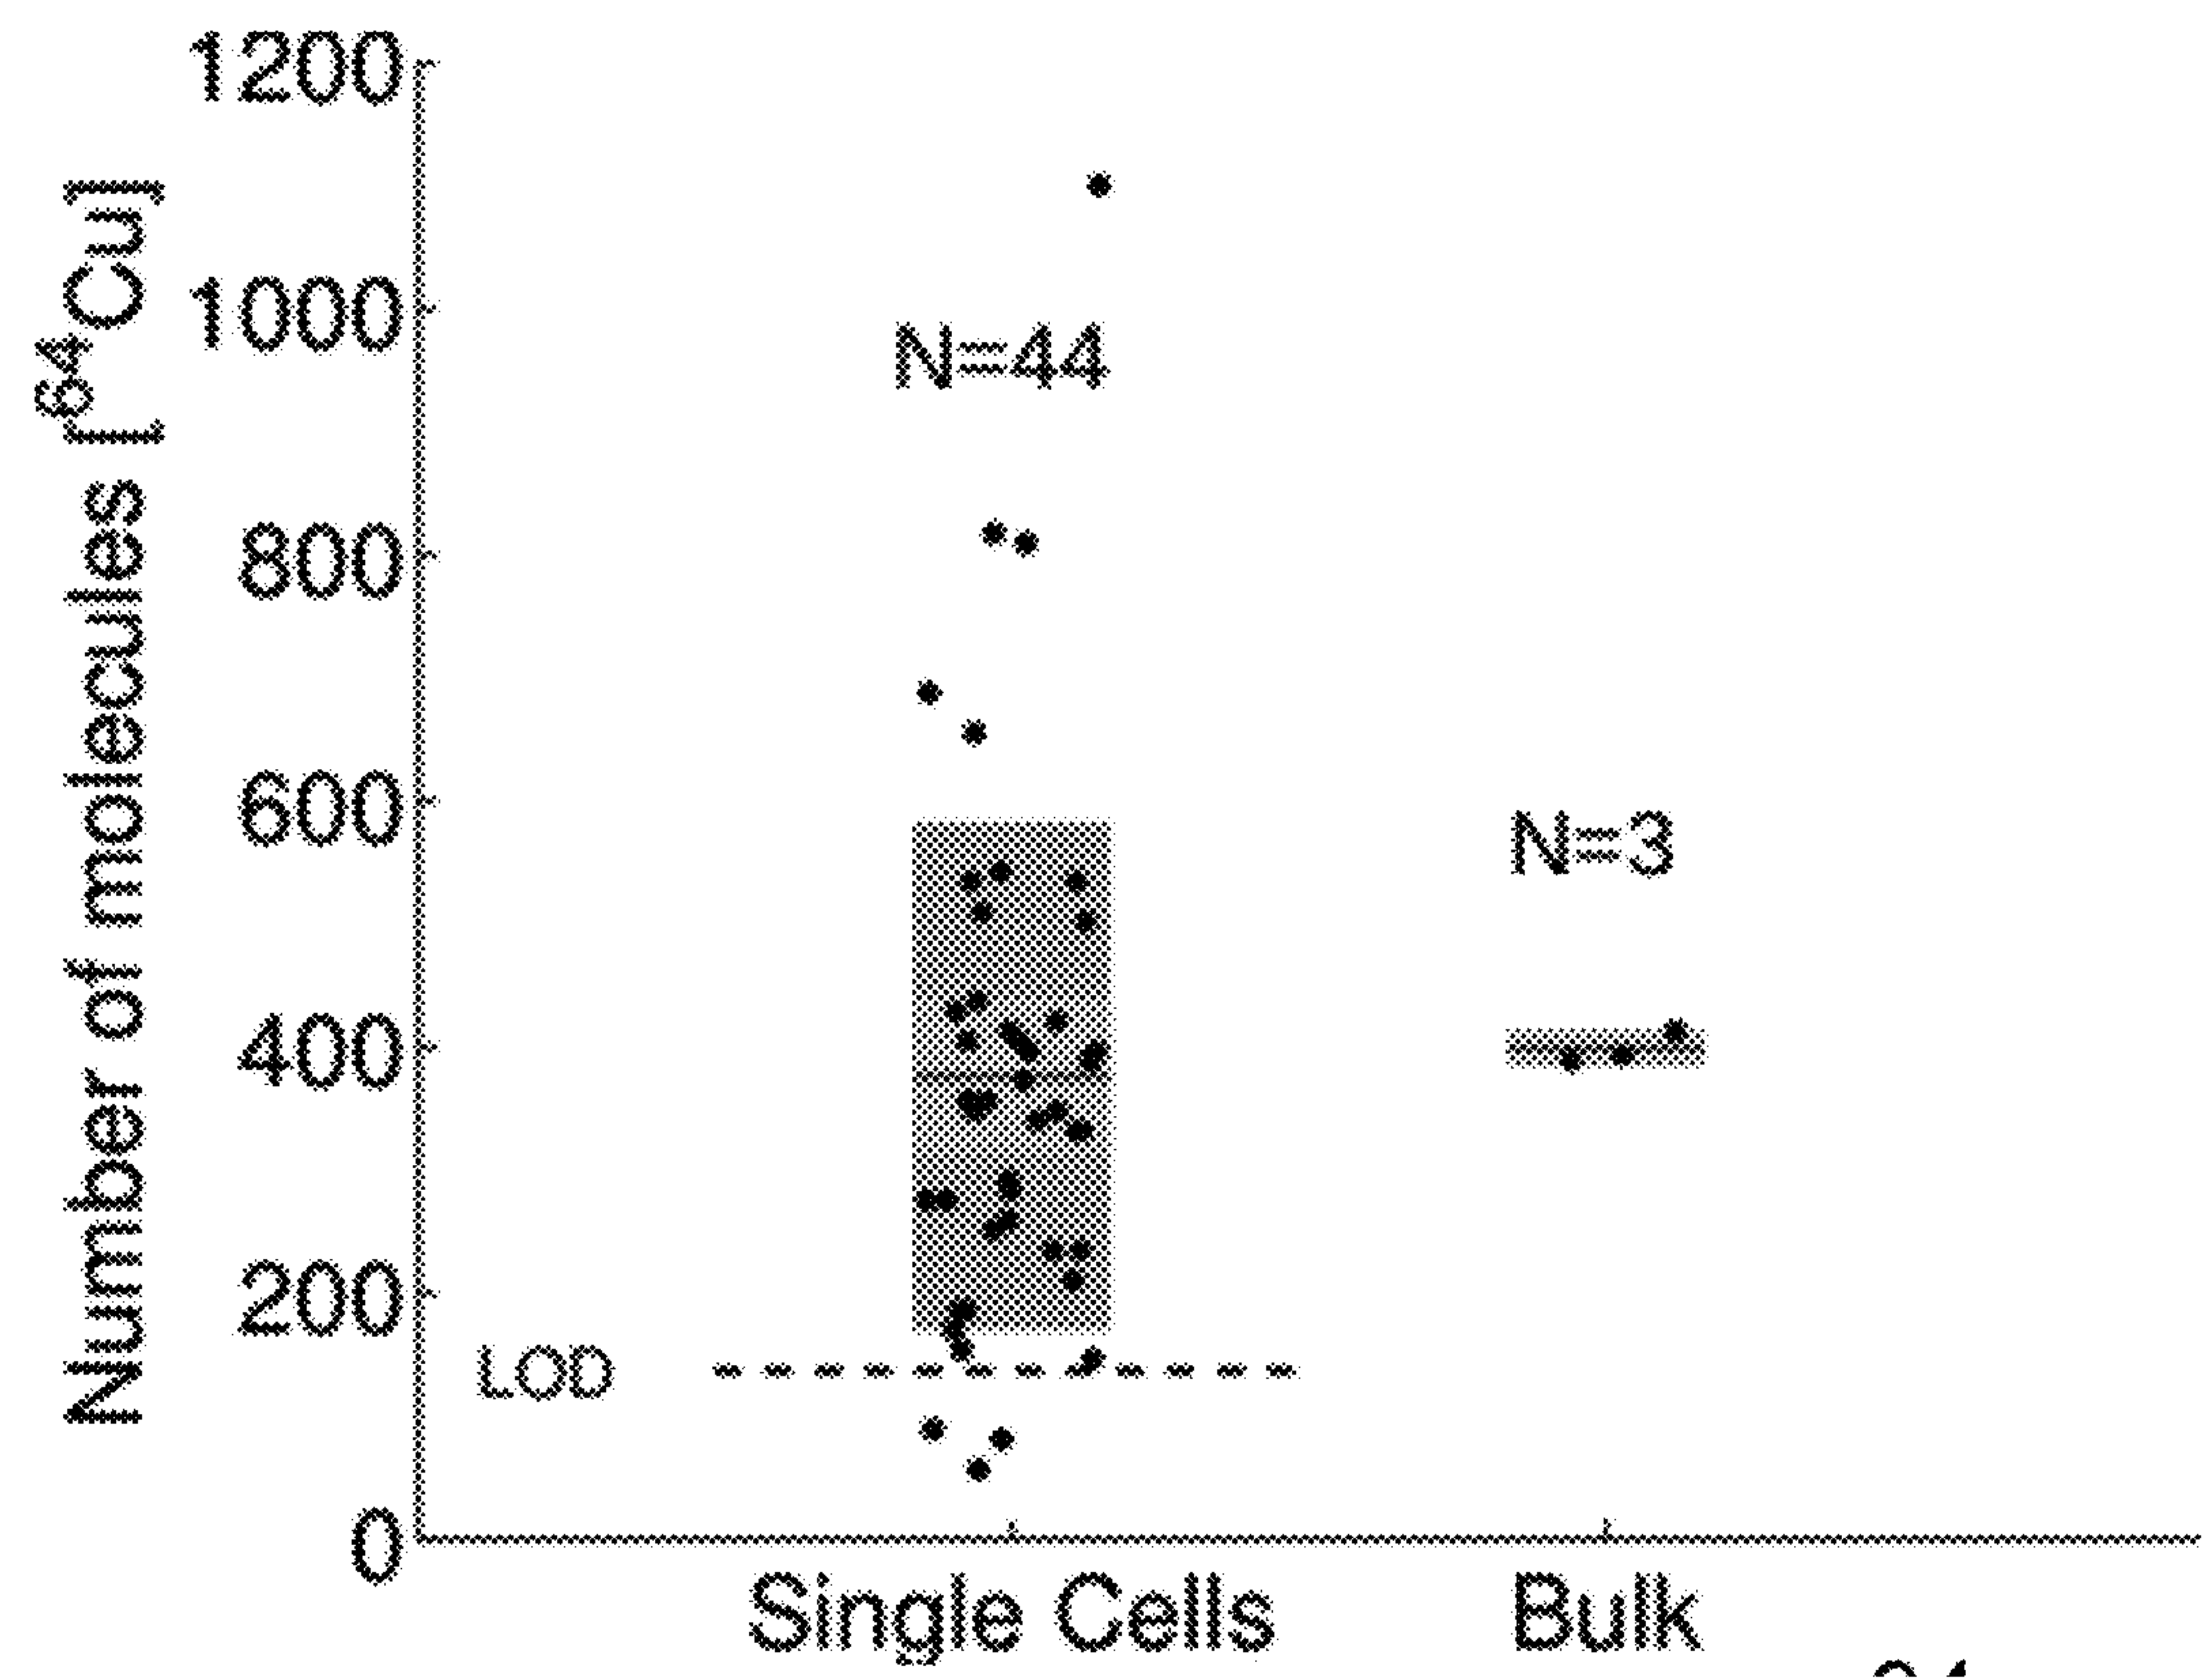 Number of molecules [⁶⁴Cu]
1200
1000
800
600
400
200
0
N=44
N=3
LOD
Single Cells
Bulk